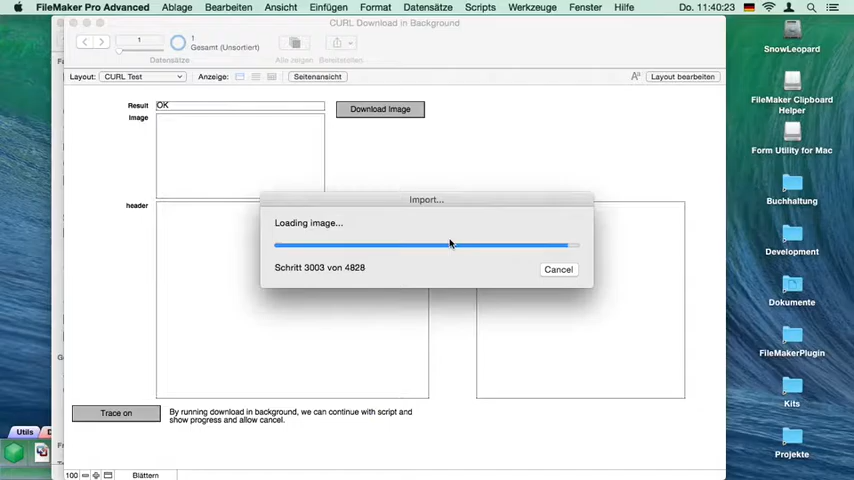 FileMaker Pro Advanced Ablage Bearbeiten Ansicht Einfügen Format Datensätze Scripts Werkzeuge Fenster Hilfe Do. 11:40:23
CURL Download in Background
1
1
Gesamt (Unsortiert)
Datensätze
Alle zeigen
Bereitstellen
Layout: CURL Test
Anzeige:
Seitenansicht
Layout bearbeiten
Result
OK
Download Image
Image
header
Import...
Loading image...
Schritt 3003 von 4828
Cancel
Trace on
By running download in background, we can continue with script and
show progress and allow cancel.
100
Blättern
Utils
SnowLeopard
FileMaker Clipboard
Helper
Form Utility for Mac
Buchhaltung
Development
Dokumente
FileMakerPlugin
Kits
Projekte